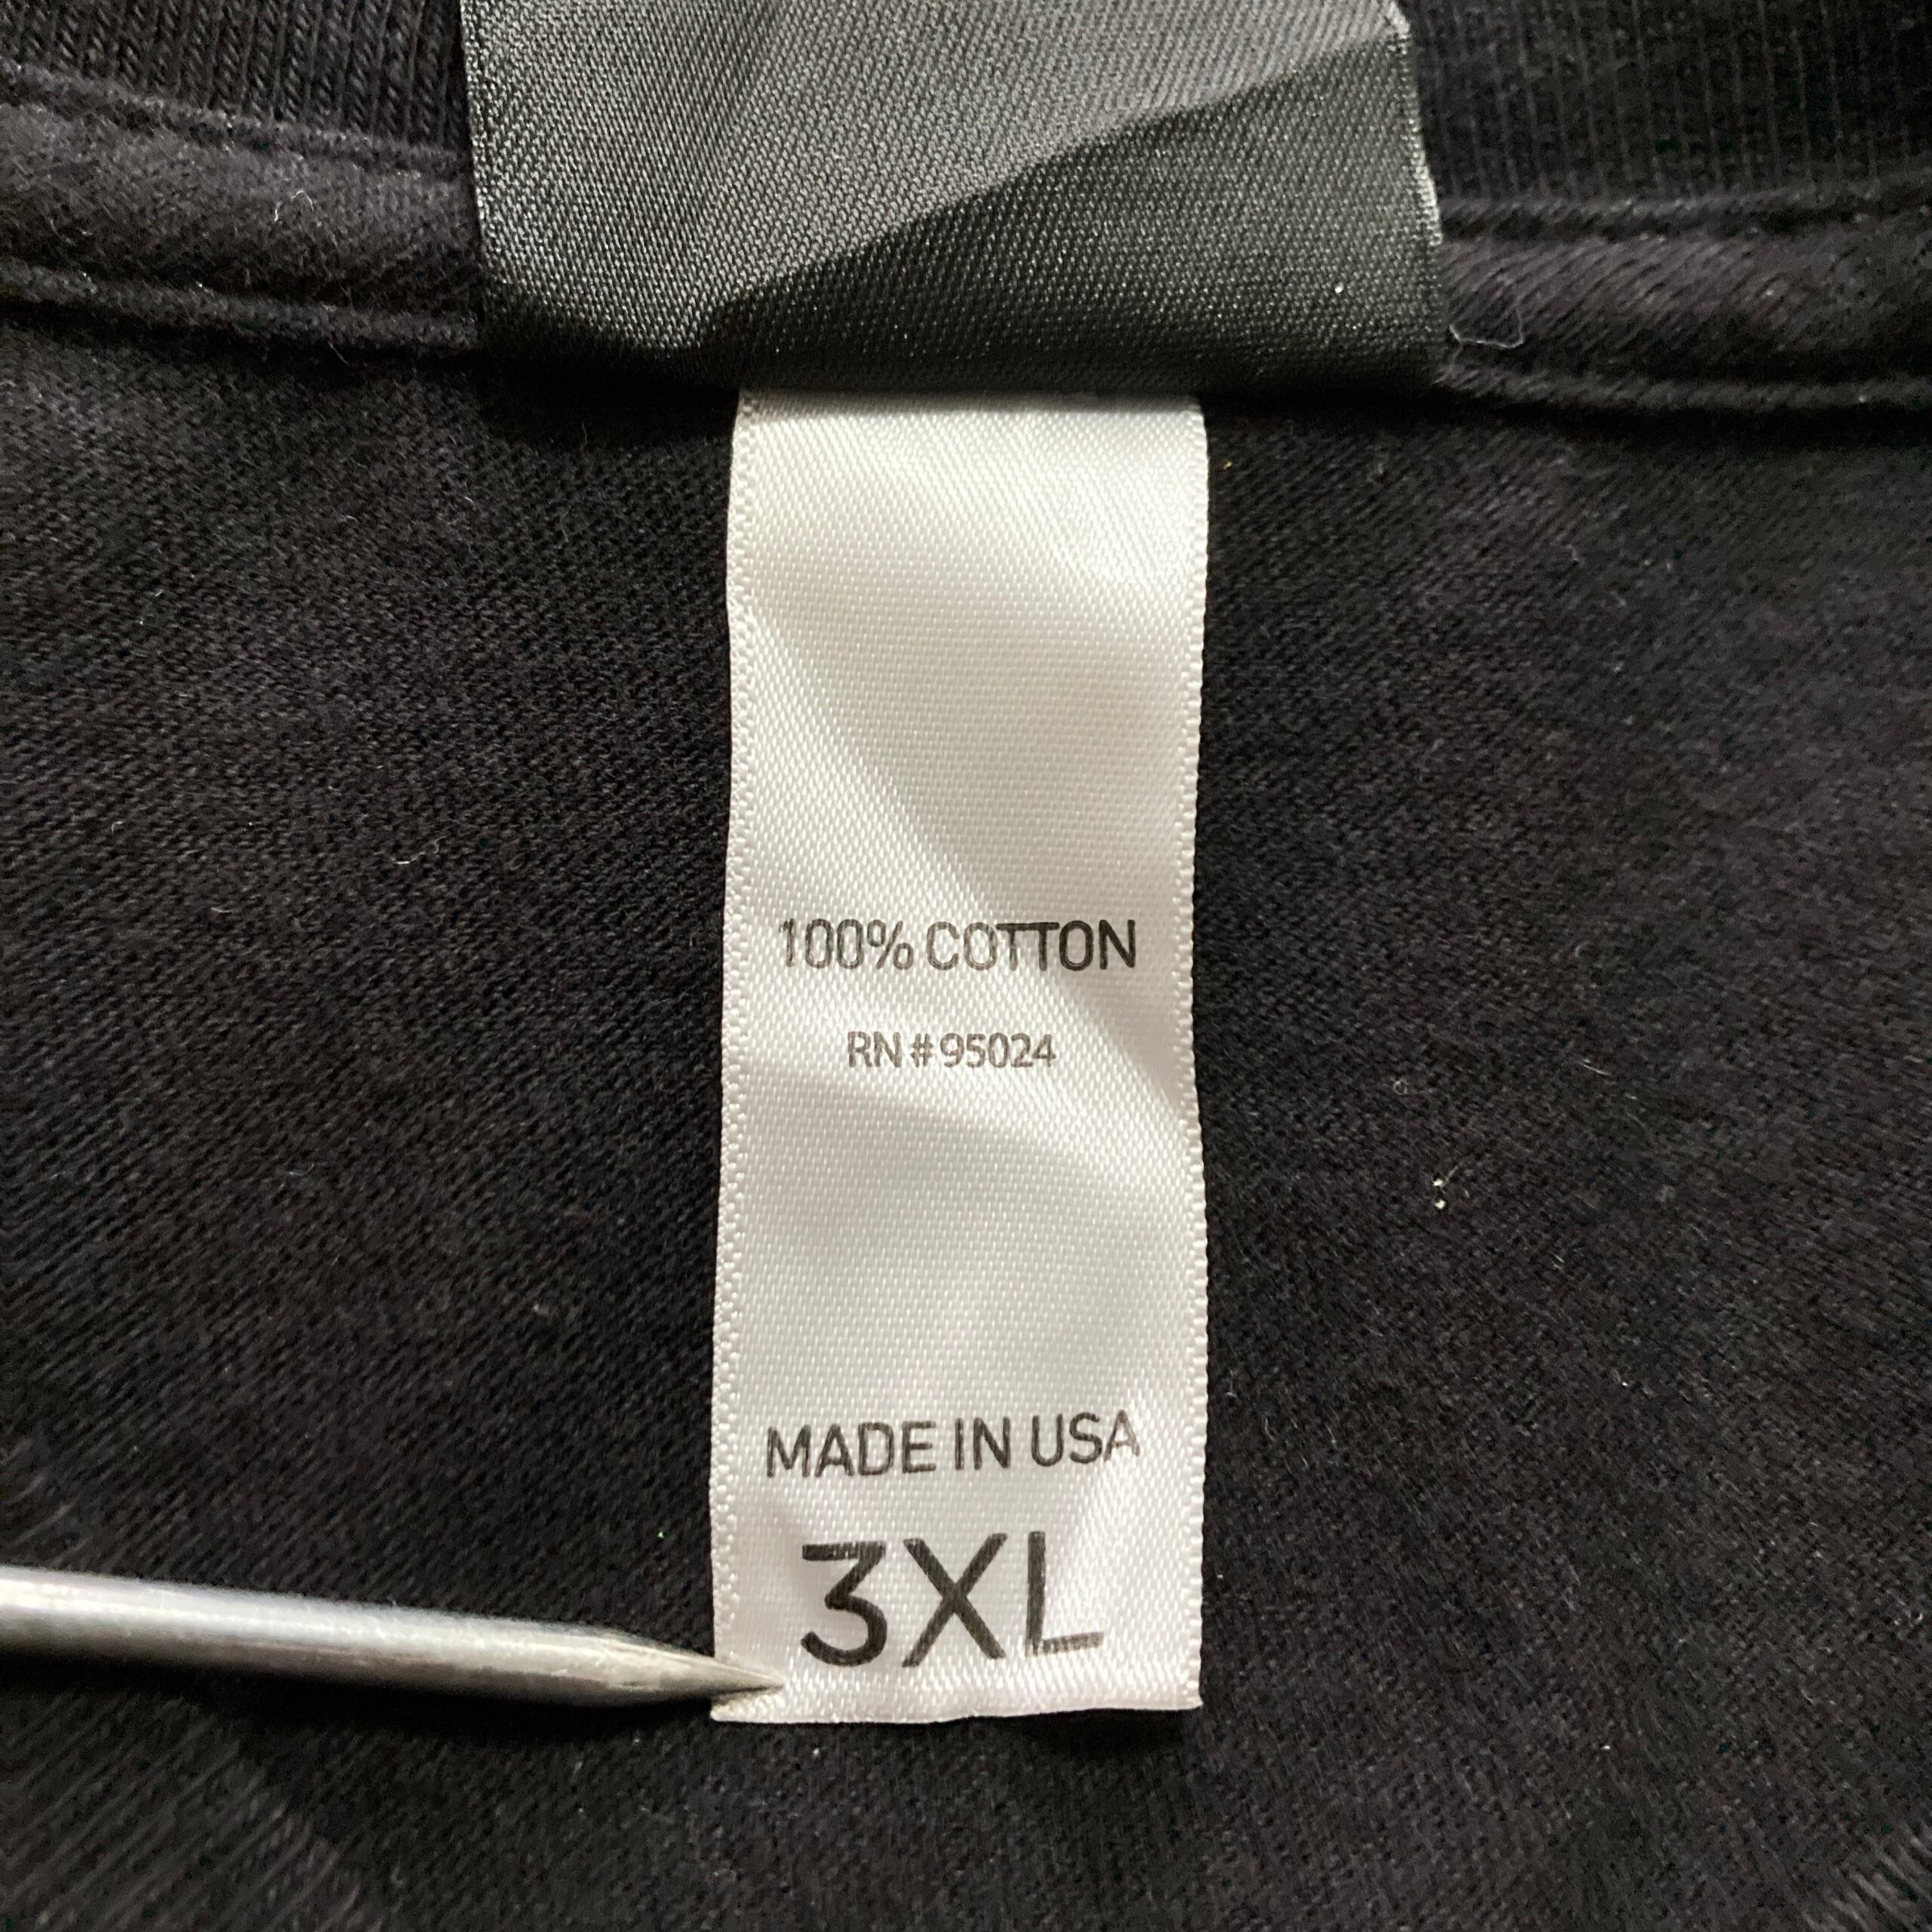 100% COTTON
RN # 95024
MADE IN USA
3XL